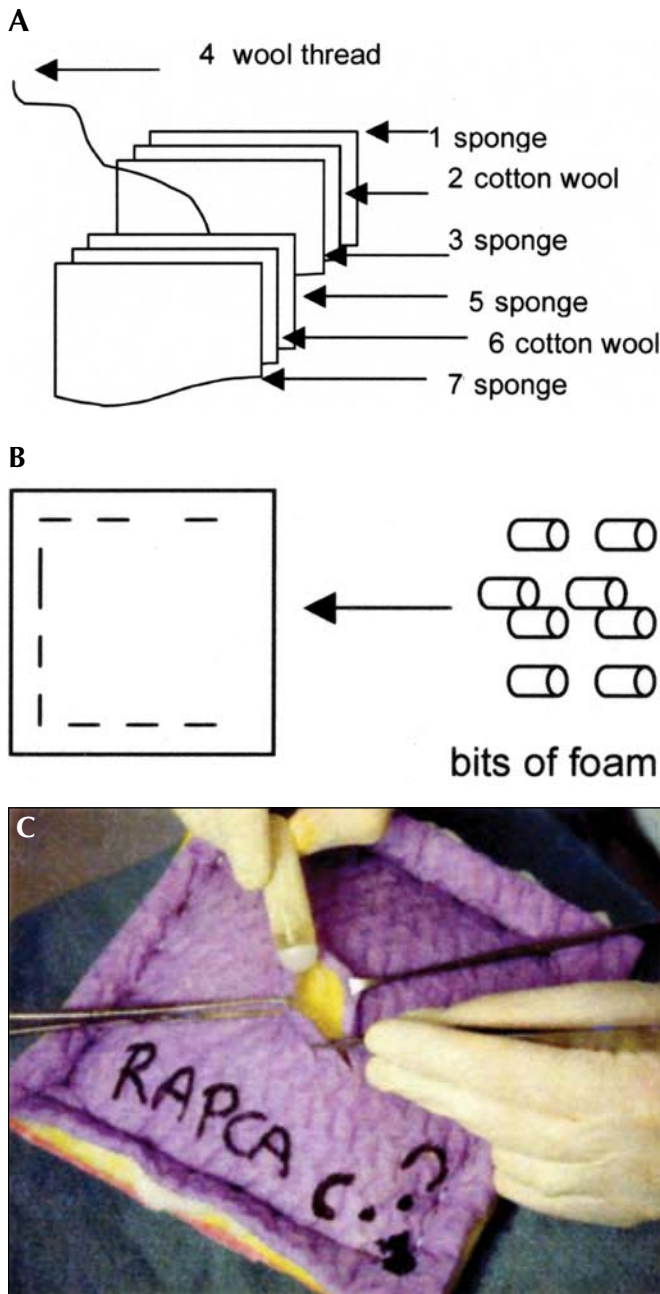 A
4 wool thread
1 sponge
2 cotton wool
3 sponge
5 sponge
6 cotton wool
7 sponge
B
bits of foam
C
RAPCA
C..?